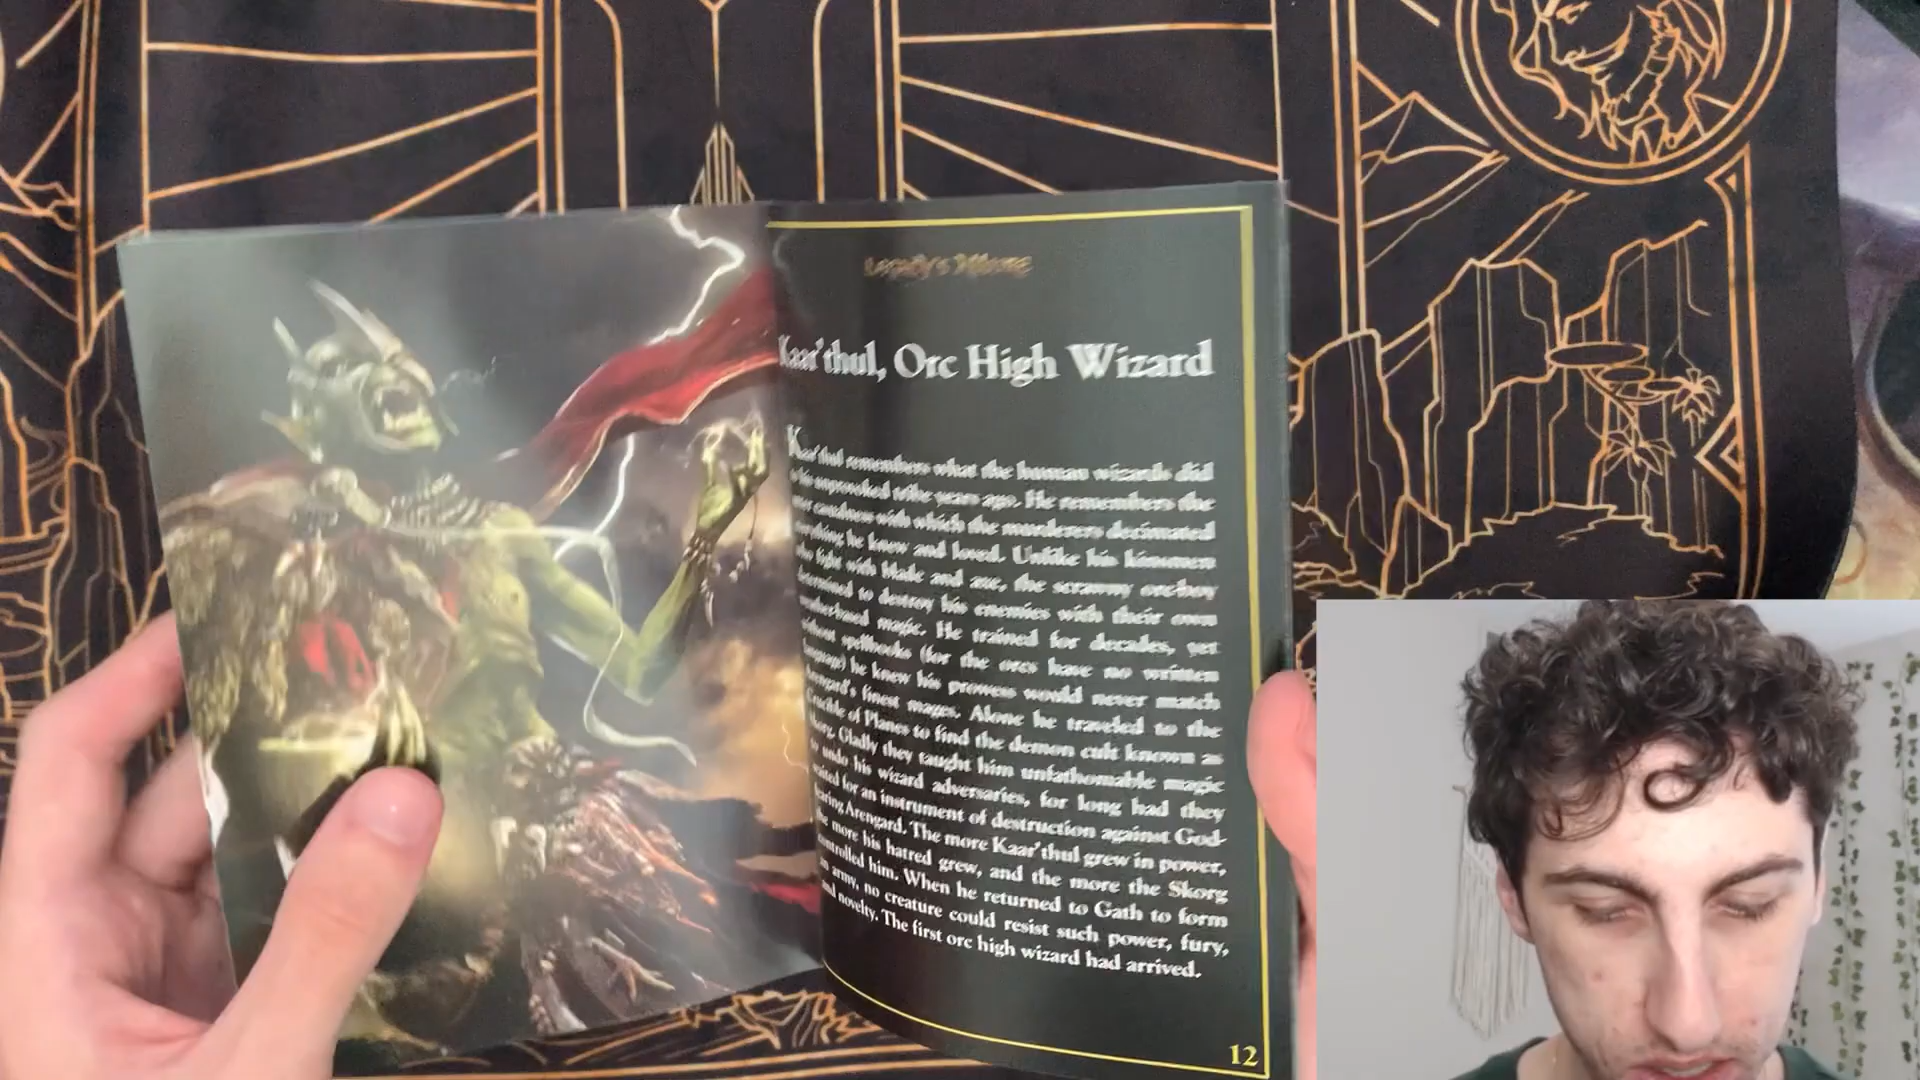 Kaar'thul, Orc High Wizard
Kaar'thul remembers what the human wizards did
his unprovoked tribe years ago. He remembers the
with which the murderers decimated
everything he knew and loved. Unlike his kinsmen
who fight with blade and axe, the scrawny orc-boy
determined to destroy his enemies with their own
magic. He trained for decades, yet
without spellbooks (for the orcs have no written
language) he knew his prowess would never match
Arengard's finest mages. Alone he traveled to the
Crucible of Planes to find the demon cult known as
Skorg. Gladly they taught him unfathomable magic
to undo his wizard adversaries, for long had they
waited for an instrument of destruction against God-
fearing Arengard. The more Kaar'thul grew in power,
the more his hatred grew, and the more the Skorg
controlled him. When he returned to Gath to form
an army, no creature could resist such power, fury,
and novelty. The first orc high wizard had arrived.
12